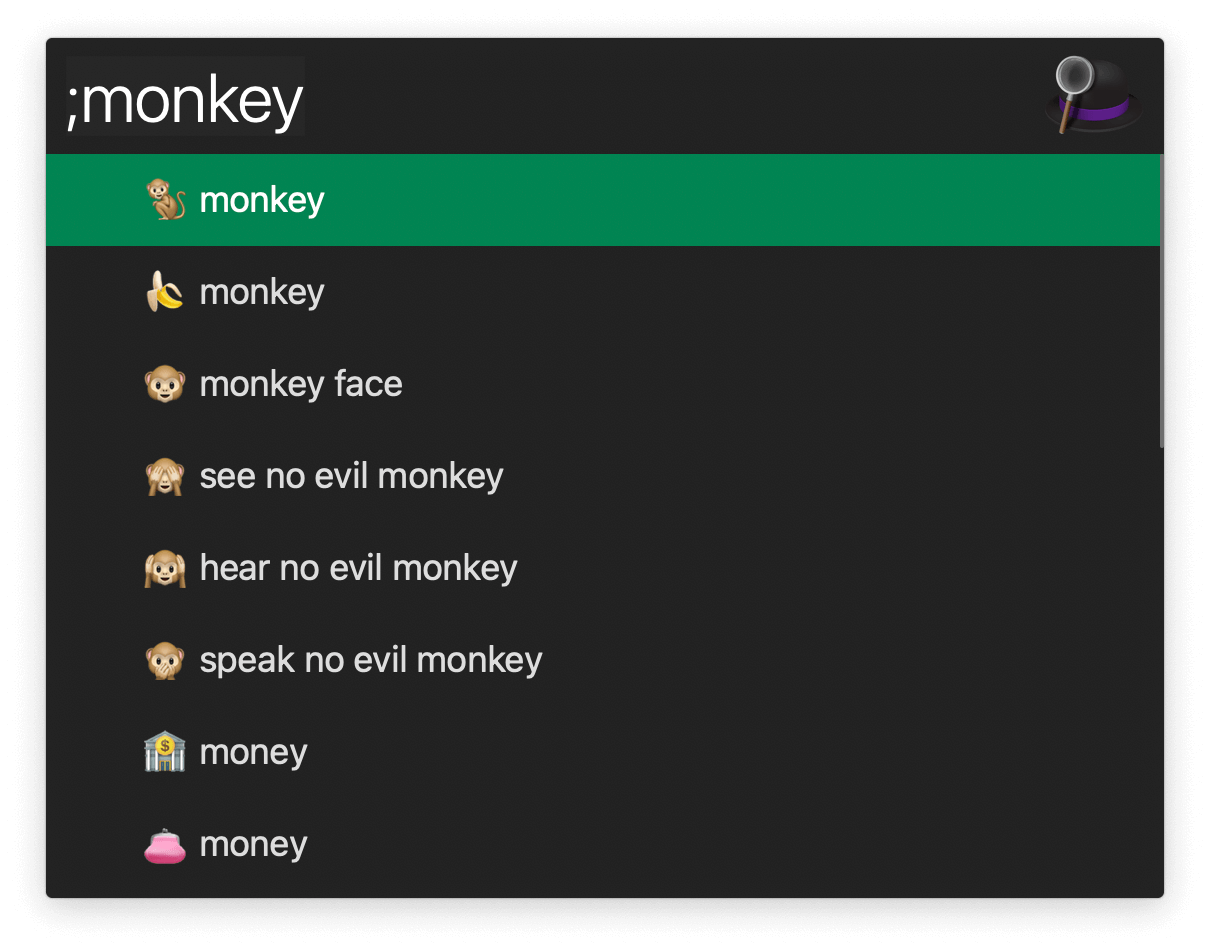 ;monkey
🐒 monkey
🍌 monkey
🐵 monkey face
🙈 see no evil monkey
🙉 hear no evil monkey
🙊 speak no evil monkey
🏦 money
👛 money